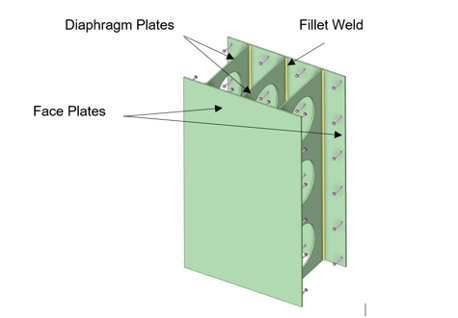 Diaphragm Plates
Fillet Weld
Face Plates